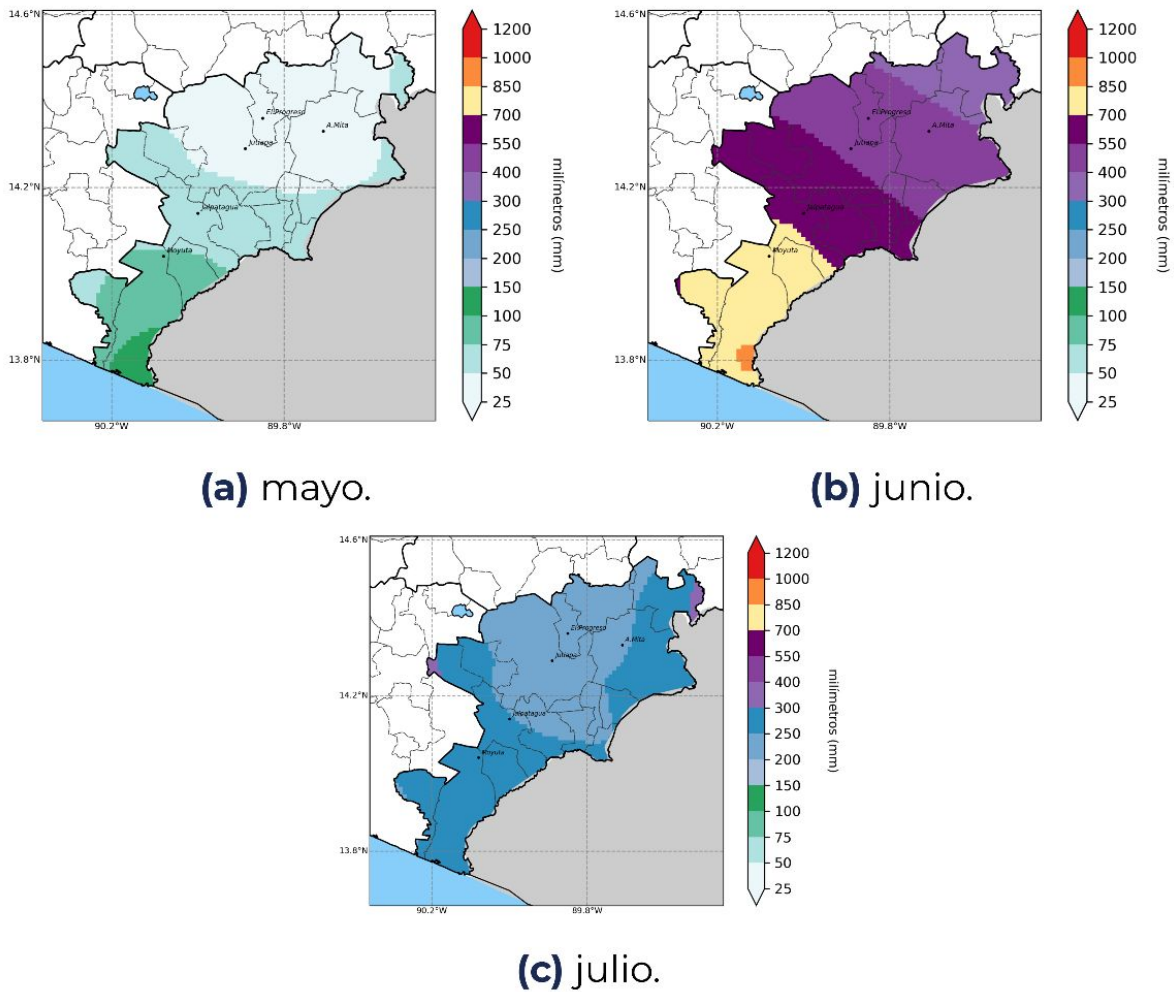 14.6°N
14.2°N
13.8°N
90.2°W
89.8°W
El Progreso
A.Mita
Jutiapa
Jalpatagua
Moyuta
1200
1000
850
700
550
400
300
250
200
150
100
75
50
25
milímetros (mm)
(a) mayo.
14.6°N
14.2°N
13.8°N
90.2°W
89.8°W
El Progreso
A.Mita
Jutiapa
Jalpatagua
Moyuta
1200
1000
850
700
550
400
300
250
200
150
100
75
50
25
milímetros (mm)
(b) junio.
14.6°N
14.2°N
13.8°N
90.2°W
89.8°W
El Progreso
A.Mita
Jutiapa
Jalpatagua
Moyuta
1200
1000
850
700
550
400
300
250
200
150
100
75
50
25
milímetros (mm)
(c) julio.